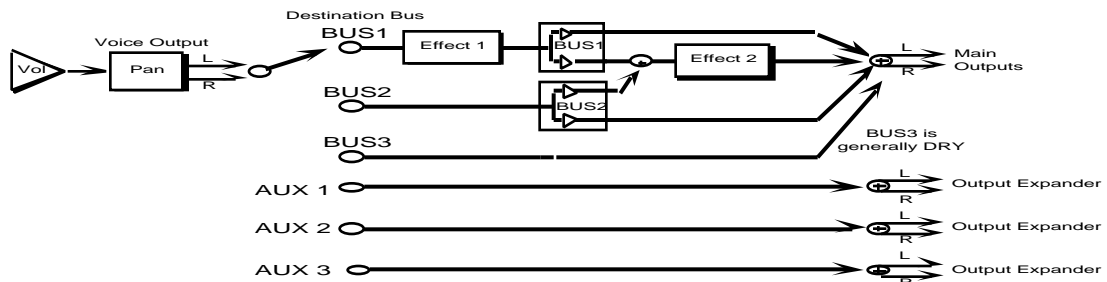 Destination Bus
BUS1
Voice Output
Vol
Pan
L
R
Effect 1
BUS1
Effect 2
L
R
Main
Outputs
BUS2
BUS2
BUS3
BUS3 is
generally DRY
AUX 1
L
R
Output Expander
AUX 2
L
R
Output Expander
AUX 3
L
R
Output Expander